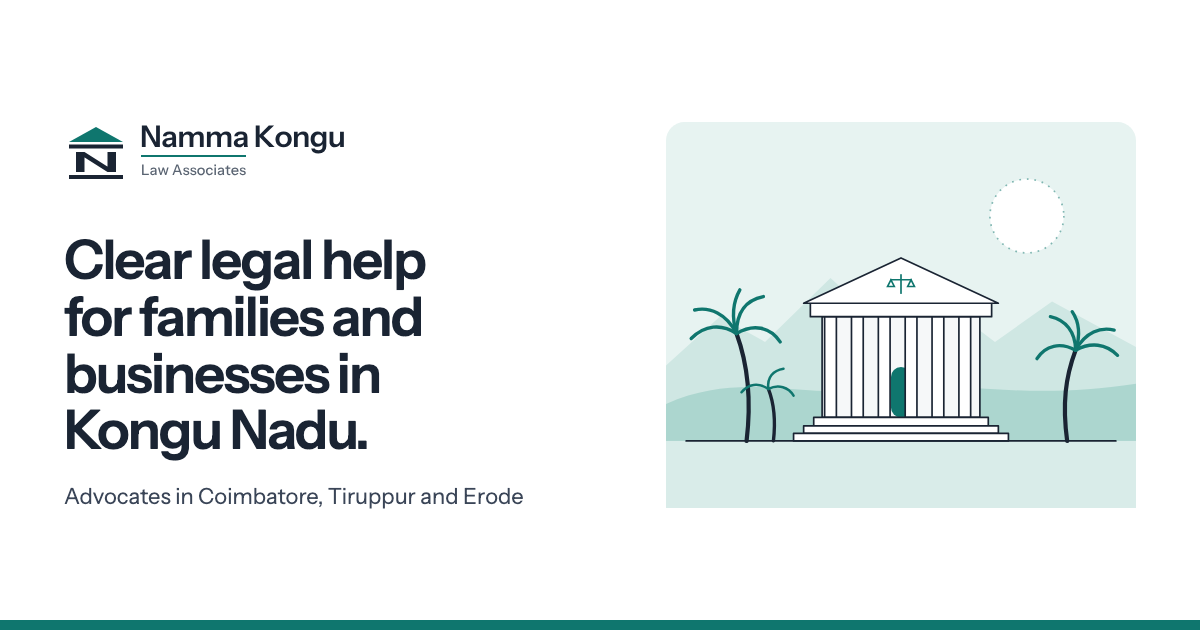 Namma Kongu
Law Associates
Clear legal help
for families and
businesses in
Kongu Nadu.
Advocates in Coimbatore, Tiruppur and Erode